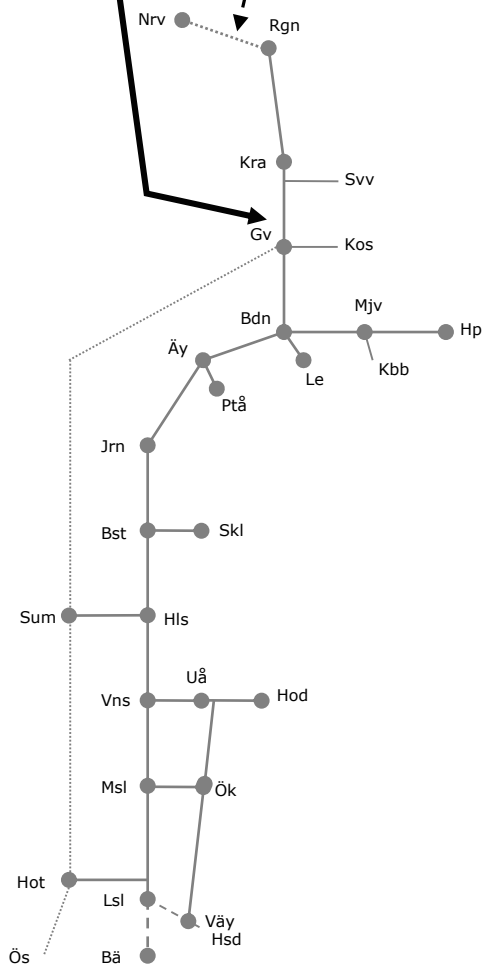 Nrv
Rgn
Kra
Svv
Gv
Kos
Bdn
Mjv
Hp
Äy
Le
Kbb
Ptå
Jrn
Bst
Skl
Sum
Hls
Uå
Vns
Hod
Msl
Ök
Hot
Lsl
Väy
Hsd
Ös
Bä